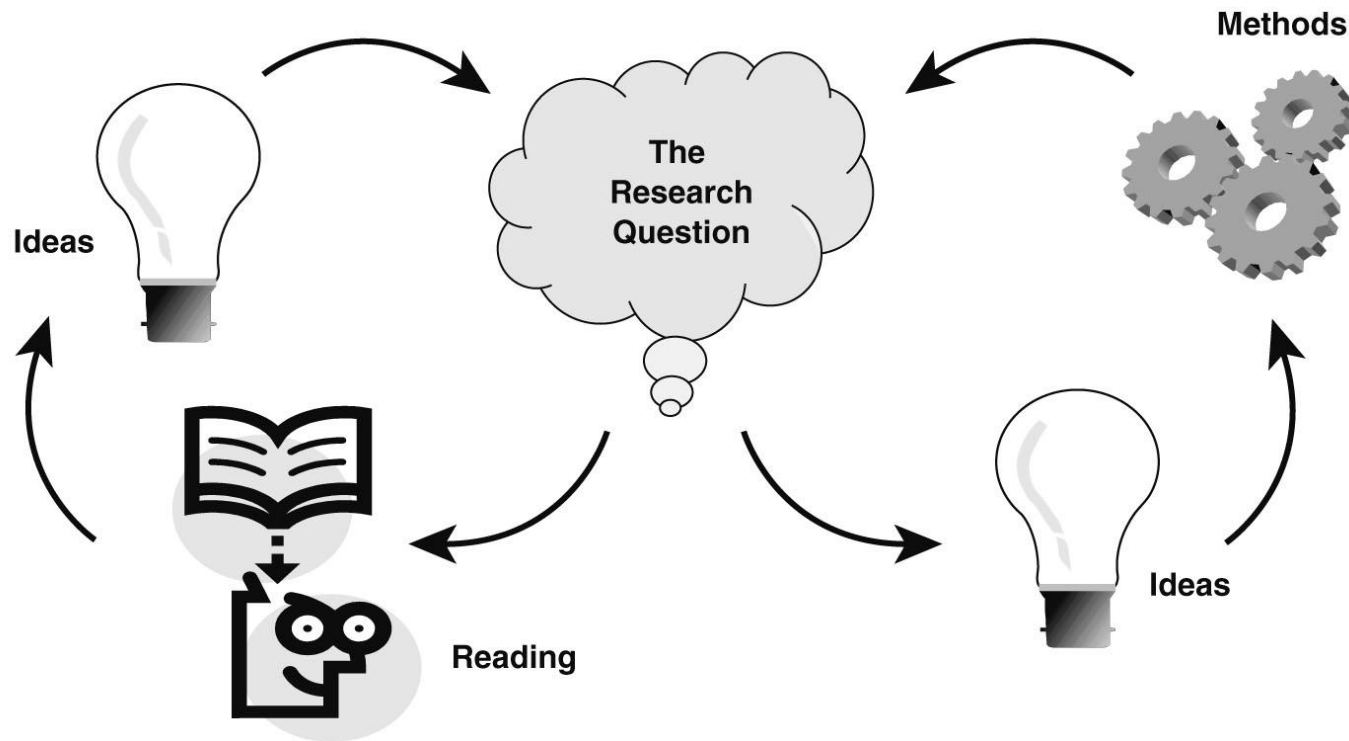 Methods
The
Research
Question
Ideas
Ideas
Reading